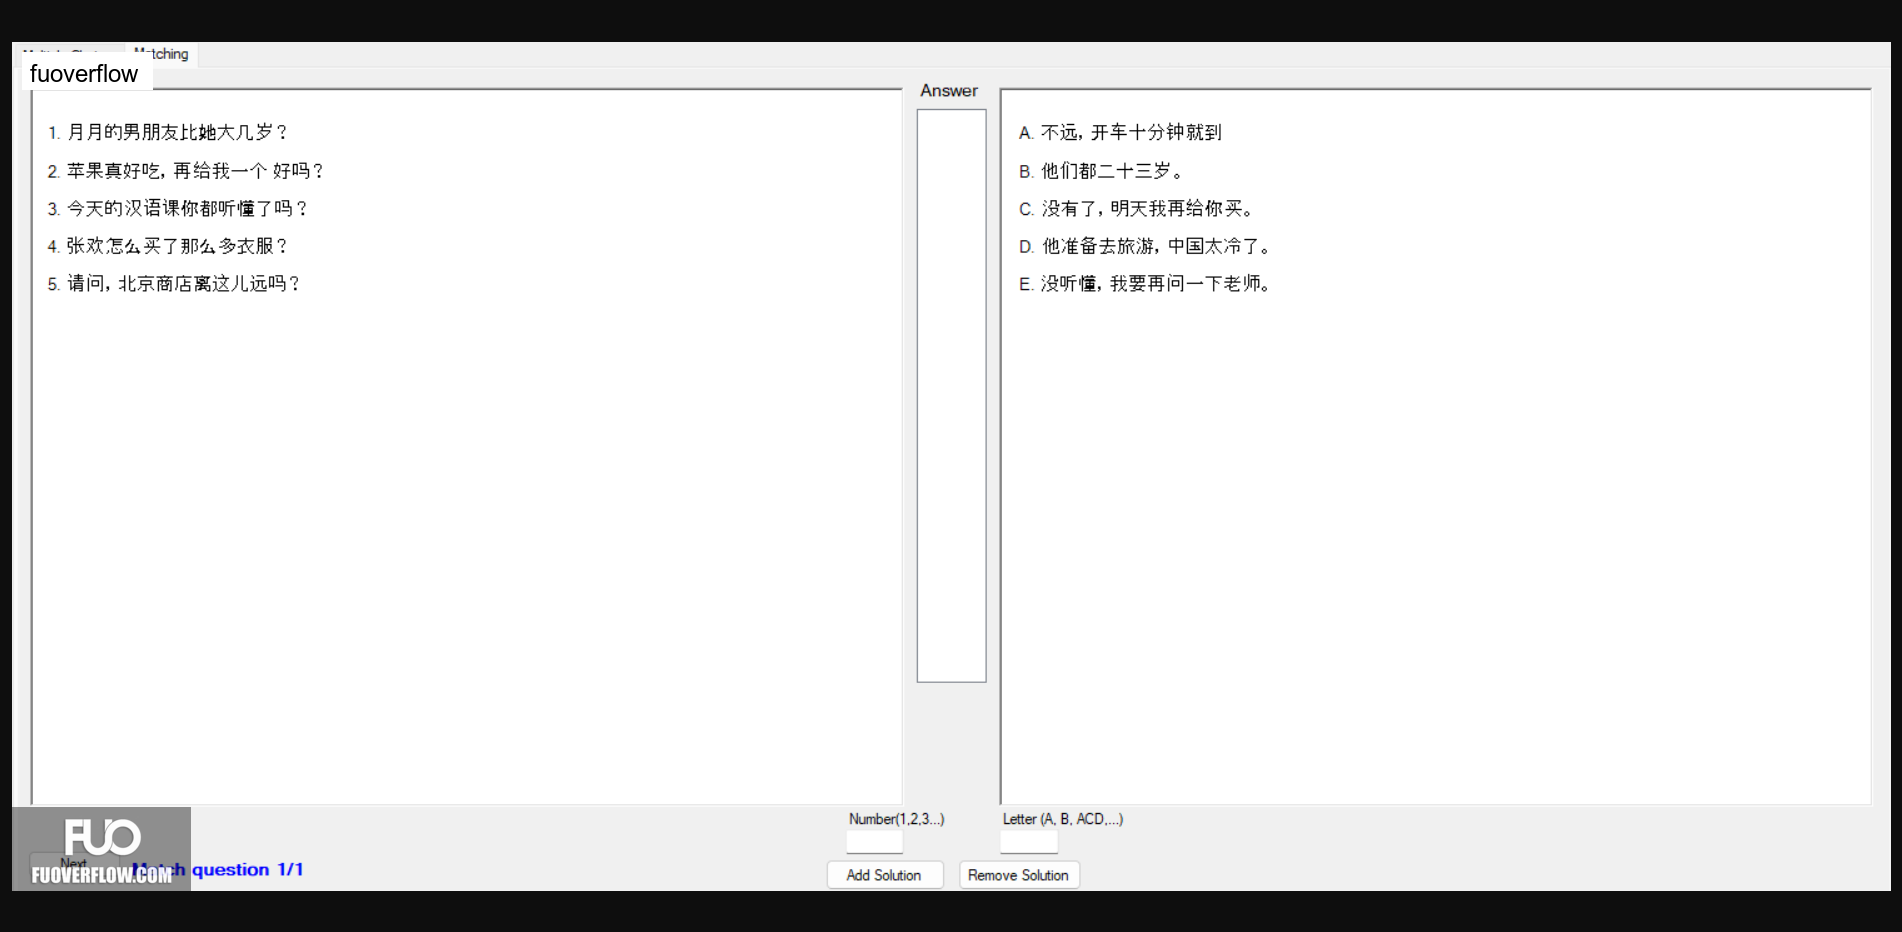 Matching
fuoverflow
Answer
1. 月月的男朋友比她大几岁？
2. 苹果真好吃, 再给我一个 好吗？
3. 今天的汉语课你都听懂了吗？
4. 张欢怎么买了那么多衣服？
5. 请问, 北京商店离这儿远吗？
A. 不远, 开车十分钟就到
B. 他们都二十三岁。
C. 没有了, 明天我再给你买。
D. 他准备去旅游, 中国太冷了。
E. 没听懂, 我要再问一下老师。
Number(1,2,3...)
Letter (A, B, ACD,...)
FUO
FUOVERFLOW.COM
Next
Match question 1/1
Add Solution
Remove Solution